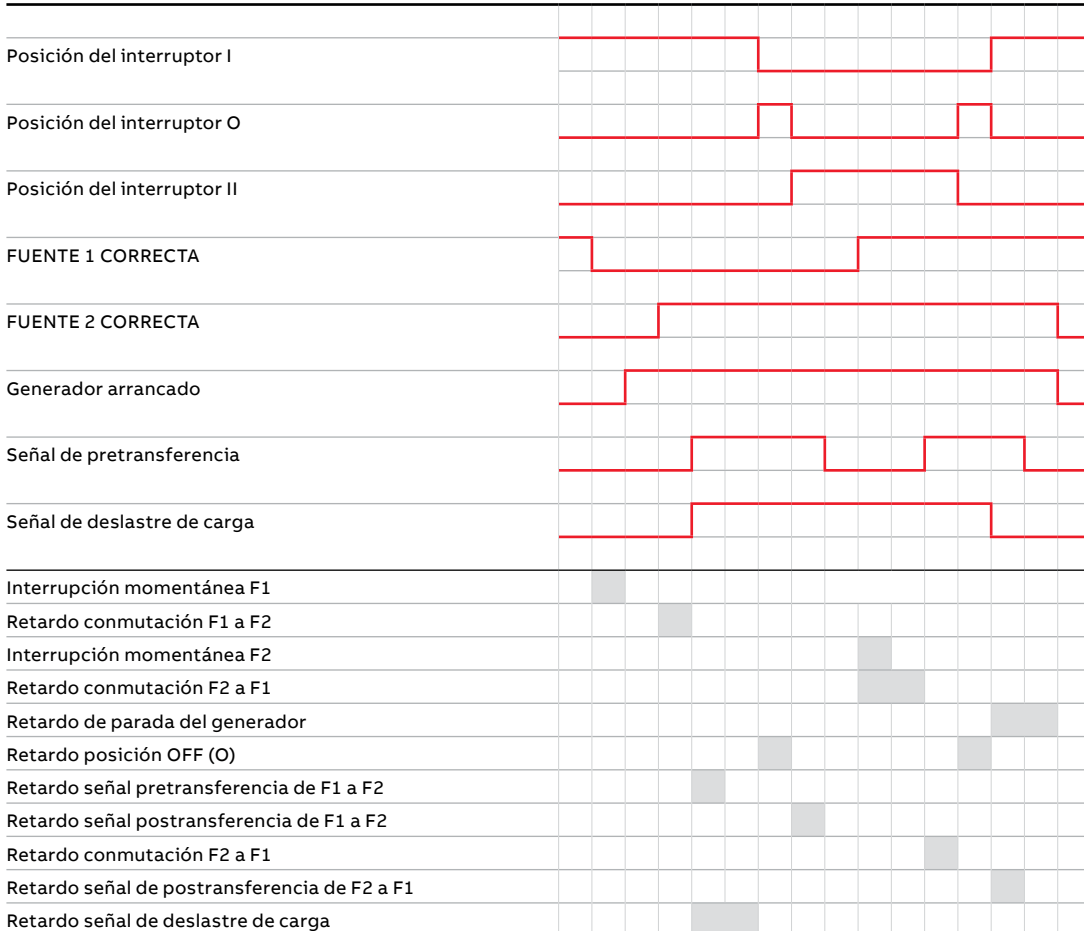 Posición del interruptor I
Posición del interruptor O
Posición del interruptor II
FUENTE 1 CORRECTA
FUENTE 2 CORRECTA
Generador arrancado
Señal de pretransferencia
Señal de deslastre de carga
Interrupción momentánea F1
Retardo conmutación F1 a F2
Interrupción momentánea F2
Retardo conmutación F2 a F1
Retardo de parada del generador
Retardo posición OFF (O)
Retardo señal pretransferencia de F1 a F2
Retardo señal postransferencia de F1 a F2
Retardo conmutación F2 a F1
Retardo señal de postransferencia de F2 a F1
Retardo señal de deslastre de carga